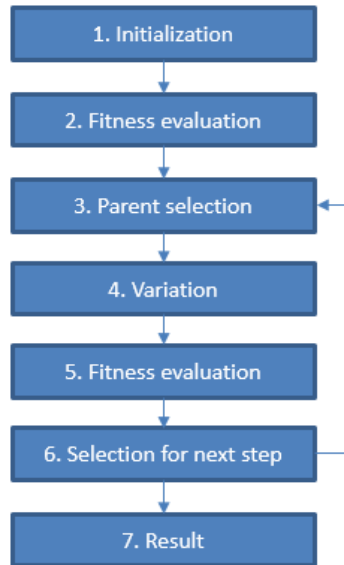 1. Initialization
2. Fitness evaluation
3. Parent selection
4. Variation
5. Fitness evaluation
6. Selection for next step
7. Result